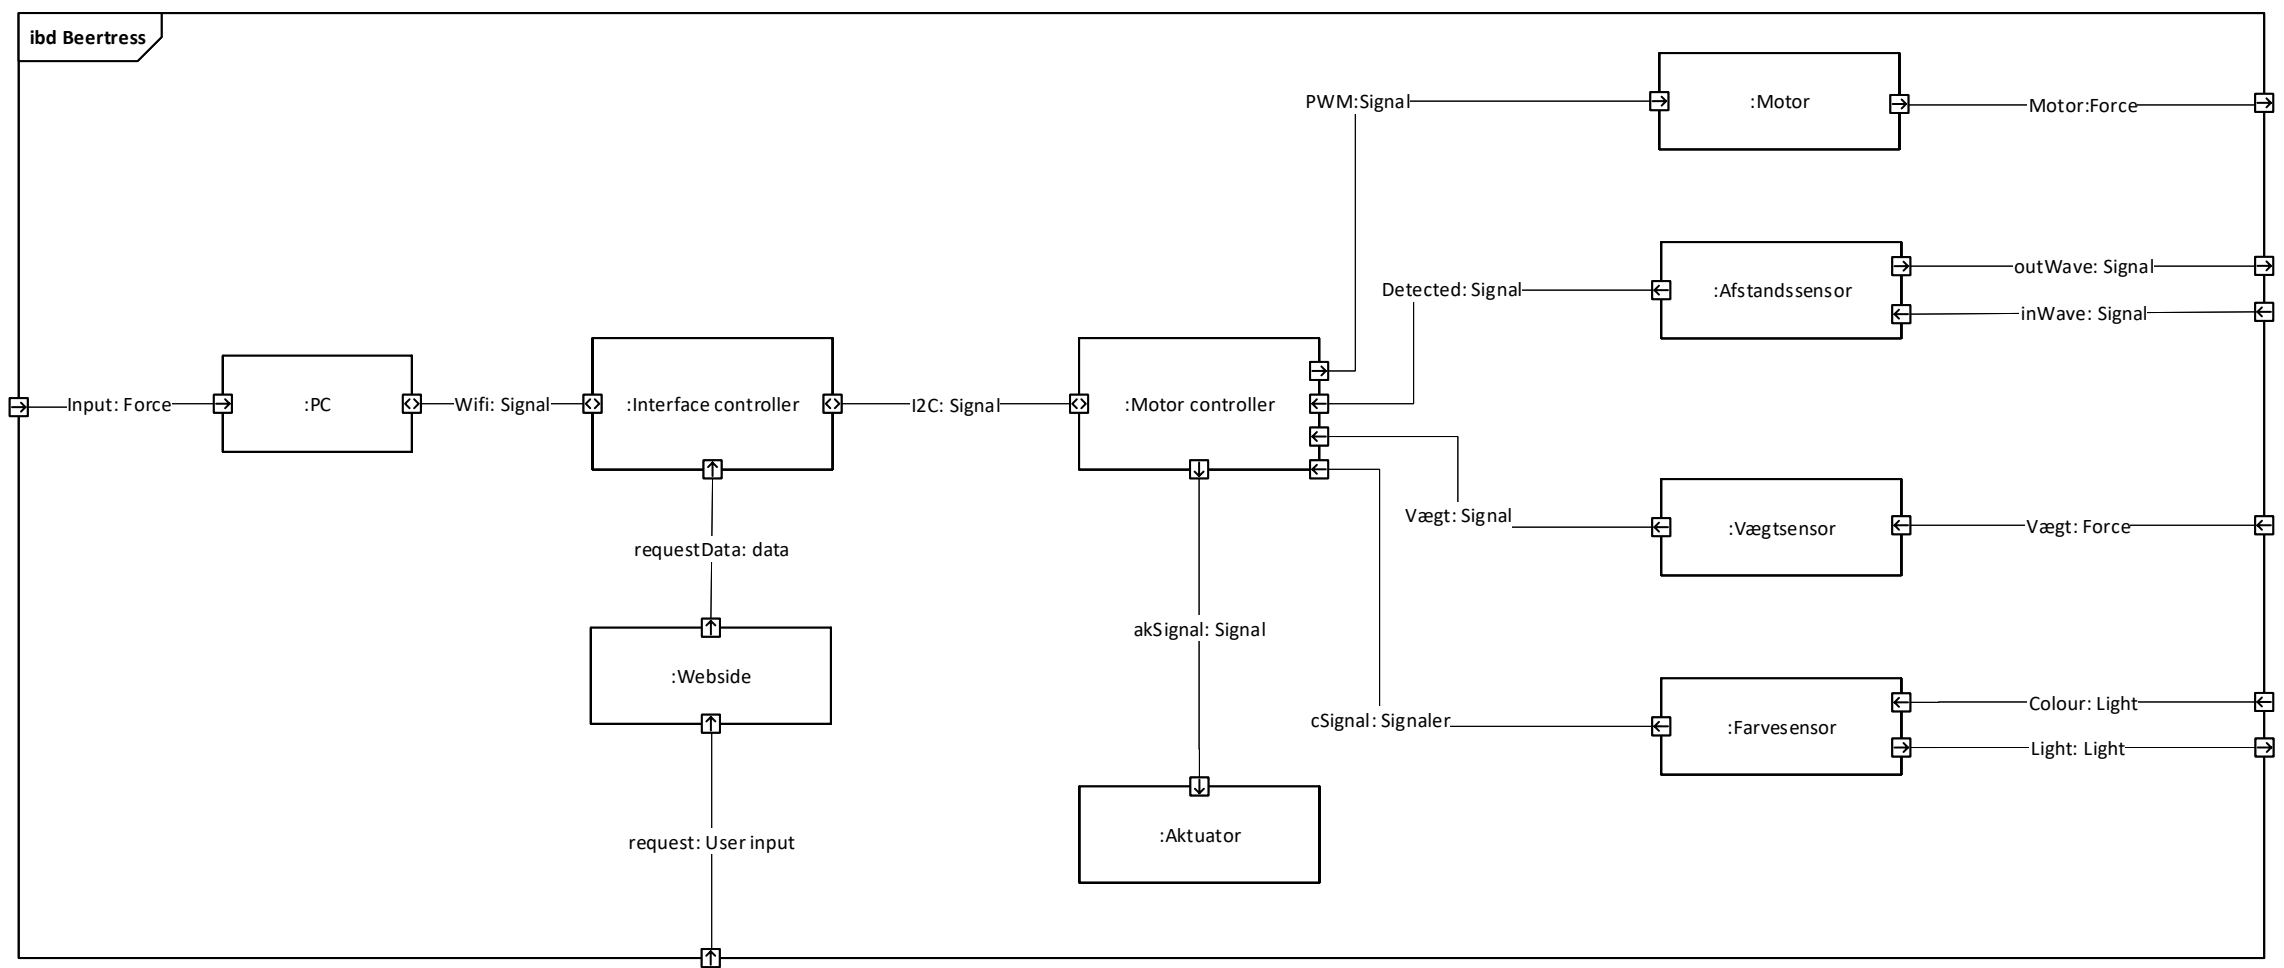 ibd Beertress
PWM:Signal
:Motor
Motor:Force
Detected: Signal
:Afstandssensor
outWave: Signal
inWave: Signal
Input: Force
:PC
Wifi: Signal
:Interface controller
I2C: Signal
:Motor controller
Vægt: Signal
:Vægtsensor
Vægt: Force
requestData: data
akSignal: Signal
:Webside
cSignal: Signaler
:Farvesensor
Colour: Light
Light: Light
request: User input
:Aktuator